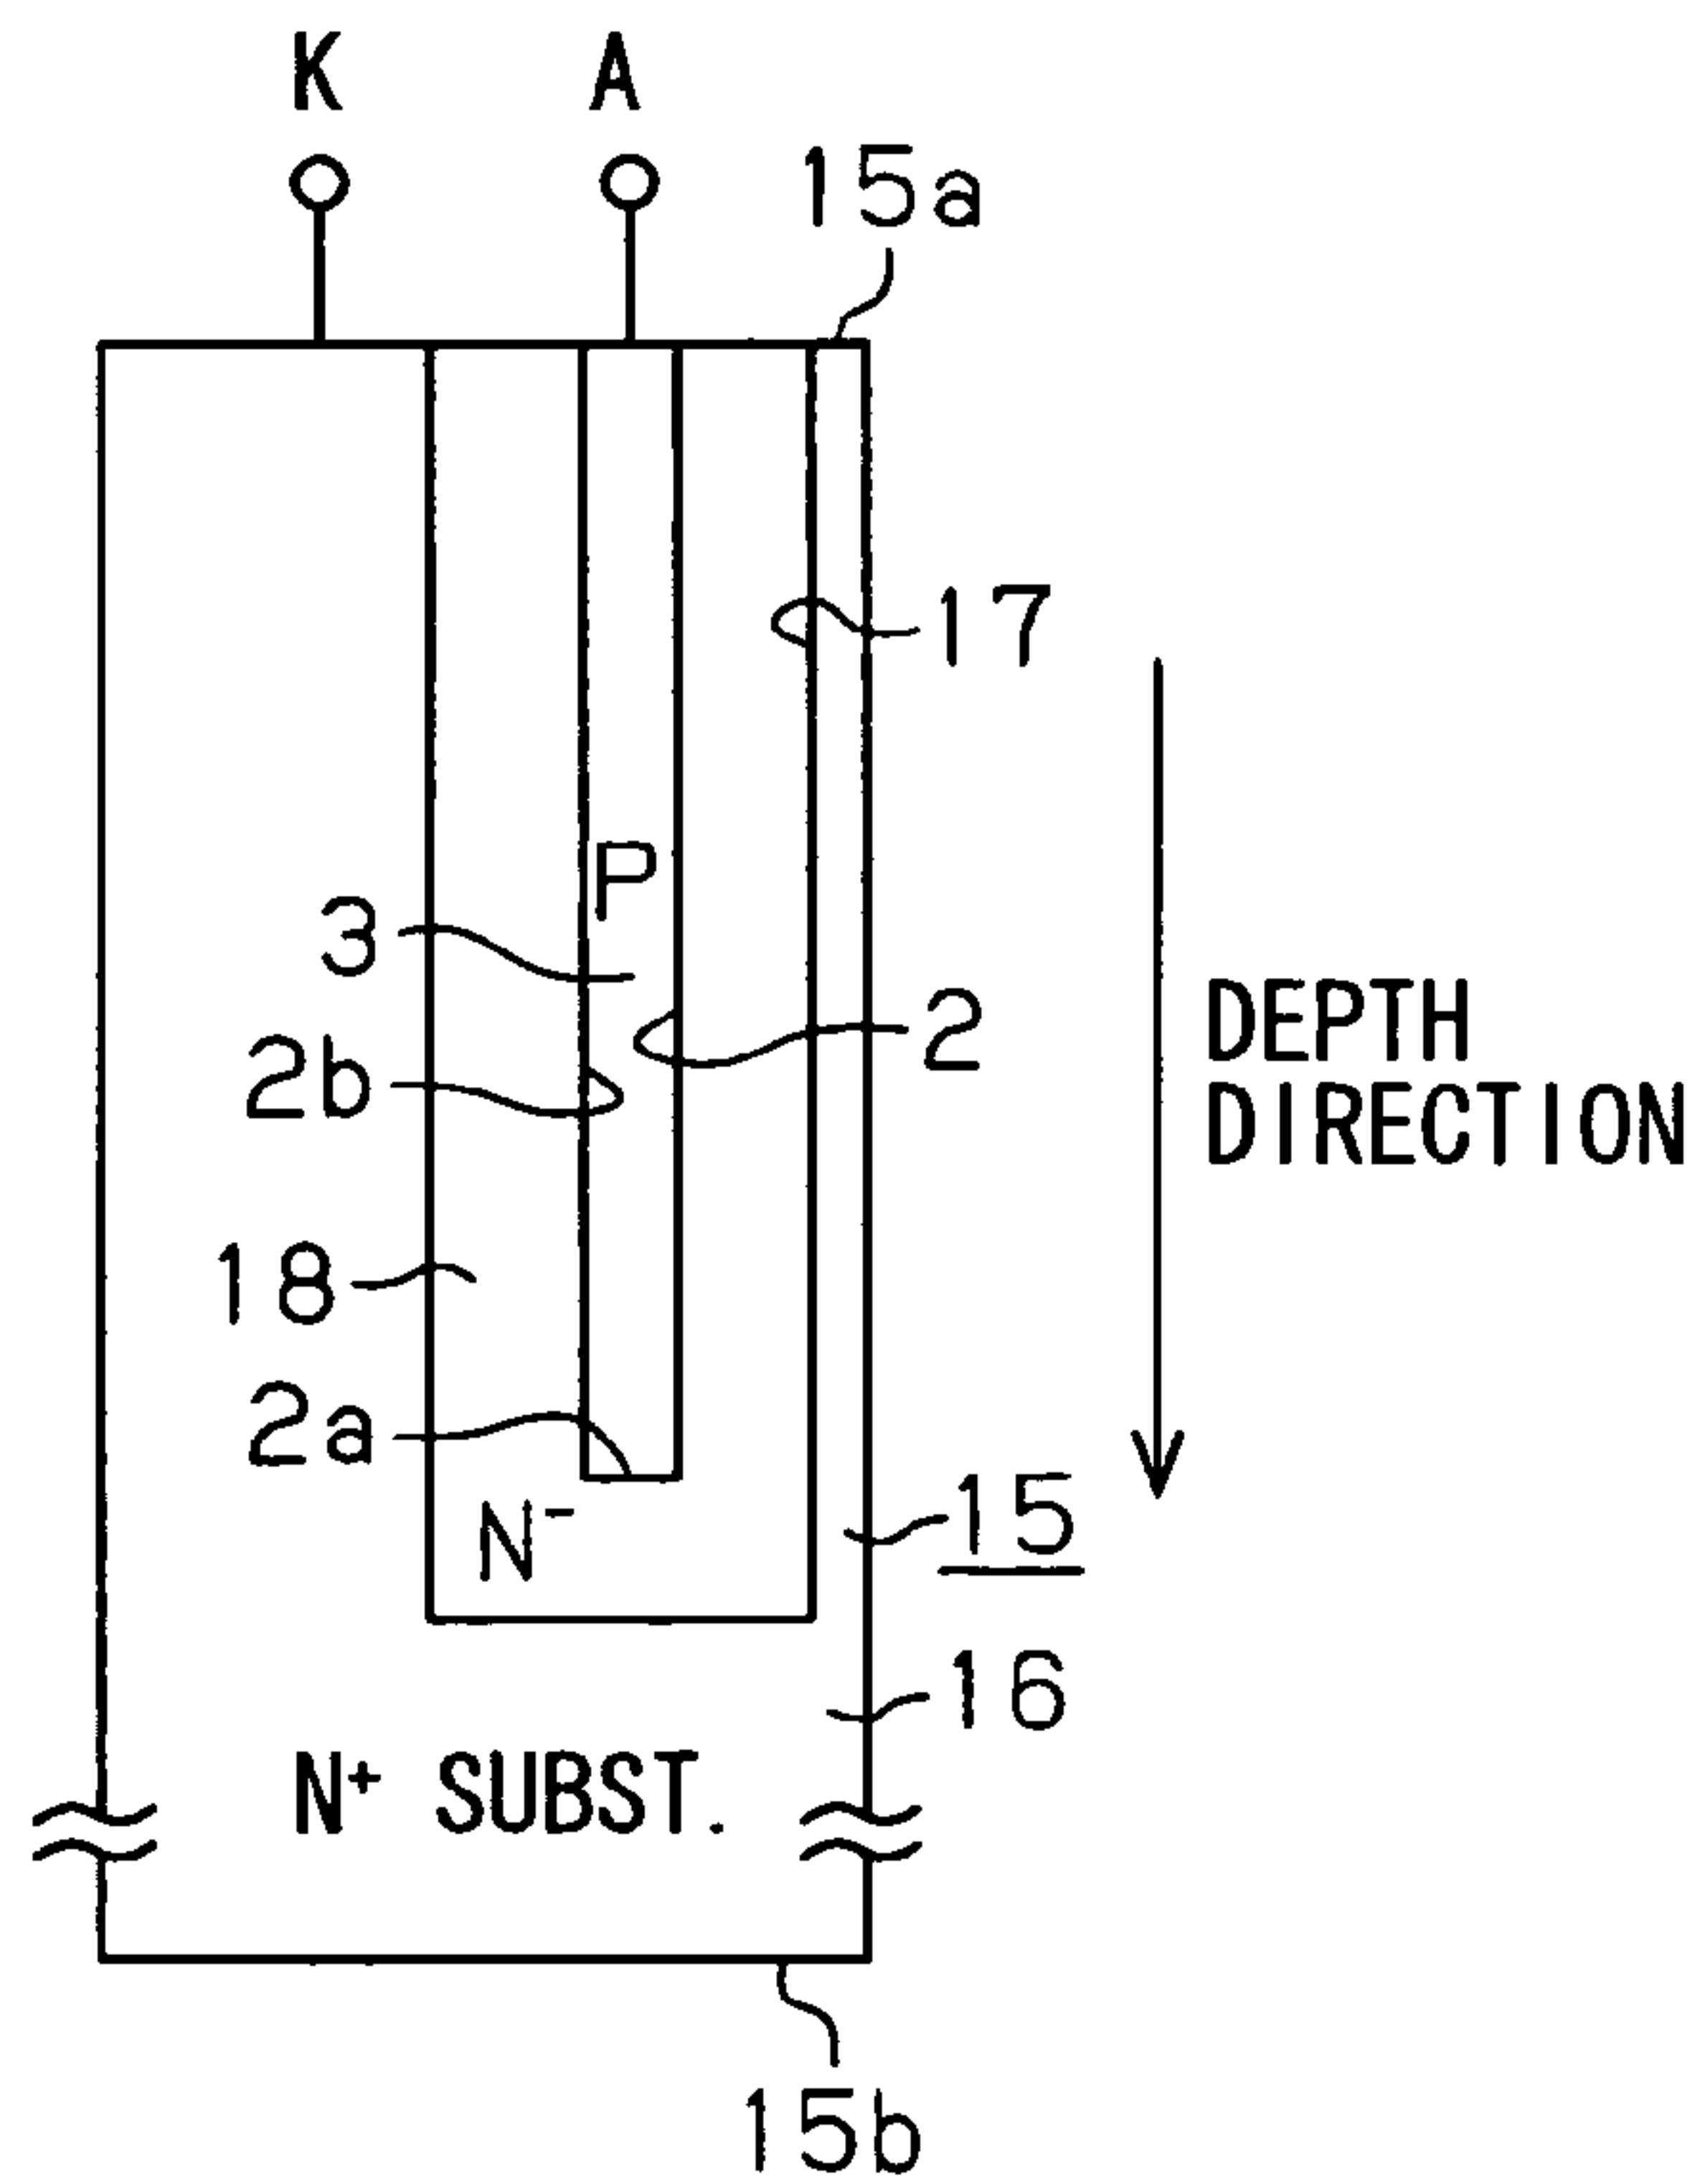 K A
15a
17
P
3
2
DEPTH
2b
DIRECTION
18
2a
N⁻
15
16
N⁺ SUBST.
15b